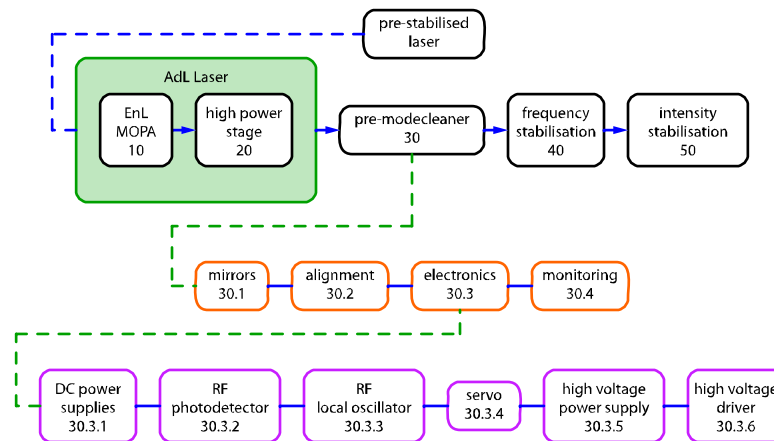 pre-stabilised
laser
AdL Laser
EnL
MOPA
10
high power
stage
20
pre-modecleaner
30
frequency
stabilisation
40
intensity
stabilisation
50
mirrors
30.1
alignment
30.2
electronics
30.3
monitoring
30.4
DC power
supplies
30.3.1
RF
photodetector
30.3.2
RF
local oscillator
30.3.3
servo
30.3.4
high voltage
power supply
30.3.5
high voltage
driver
30.3.6